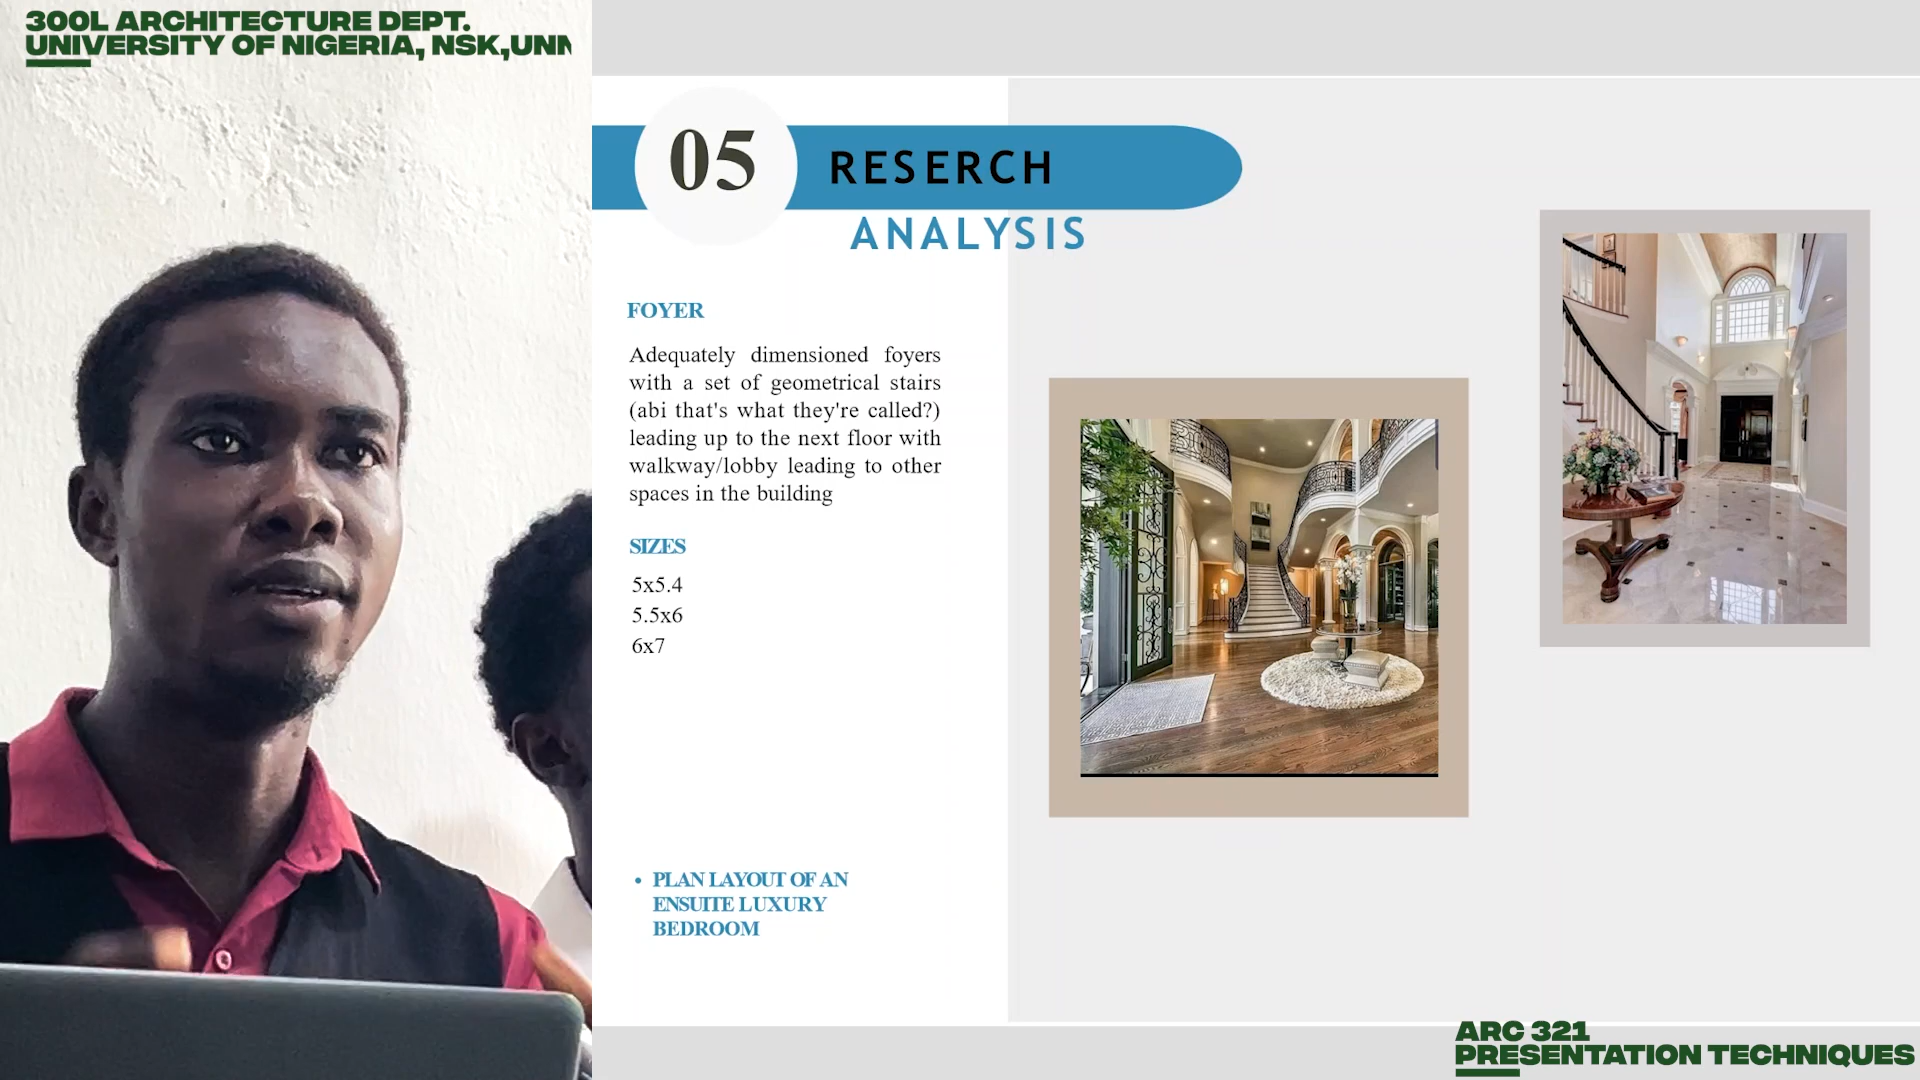 300L ARCHITECTURE DEPT.
UNIVERSITY OF NIGERIA, NSK,UNN
05
RESERCH
ANALYSIS
FOYER
Adequately dimensioned foyers
with a set of geometrical stairs
(abi that's what they're called?)
leading up to the next floor with
walkway/lobby leading to other
spaces in the building
SIZES
5x5.4
5.5x6
6x7
• PLAN LAYOUT OF AN
ENSUITE LUXURY
BEDROOM
ARC 321
PRESENTATION TECHNIQUES